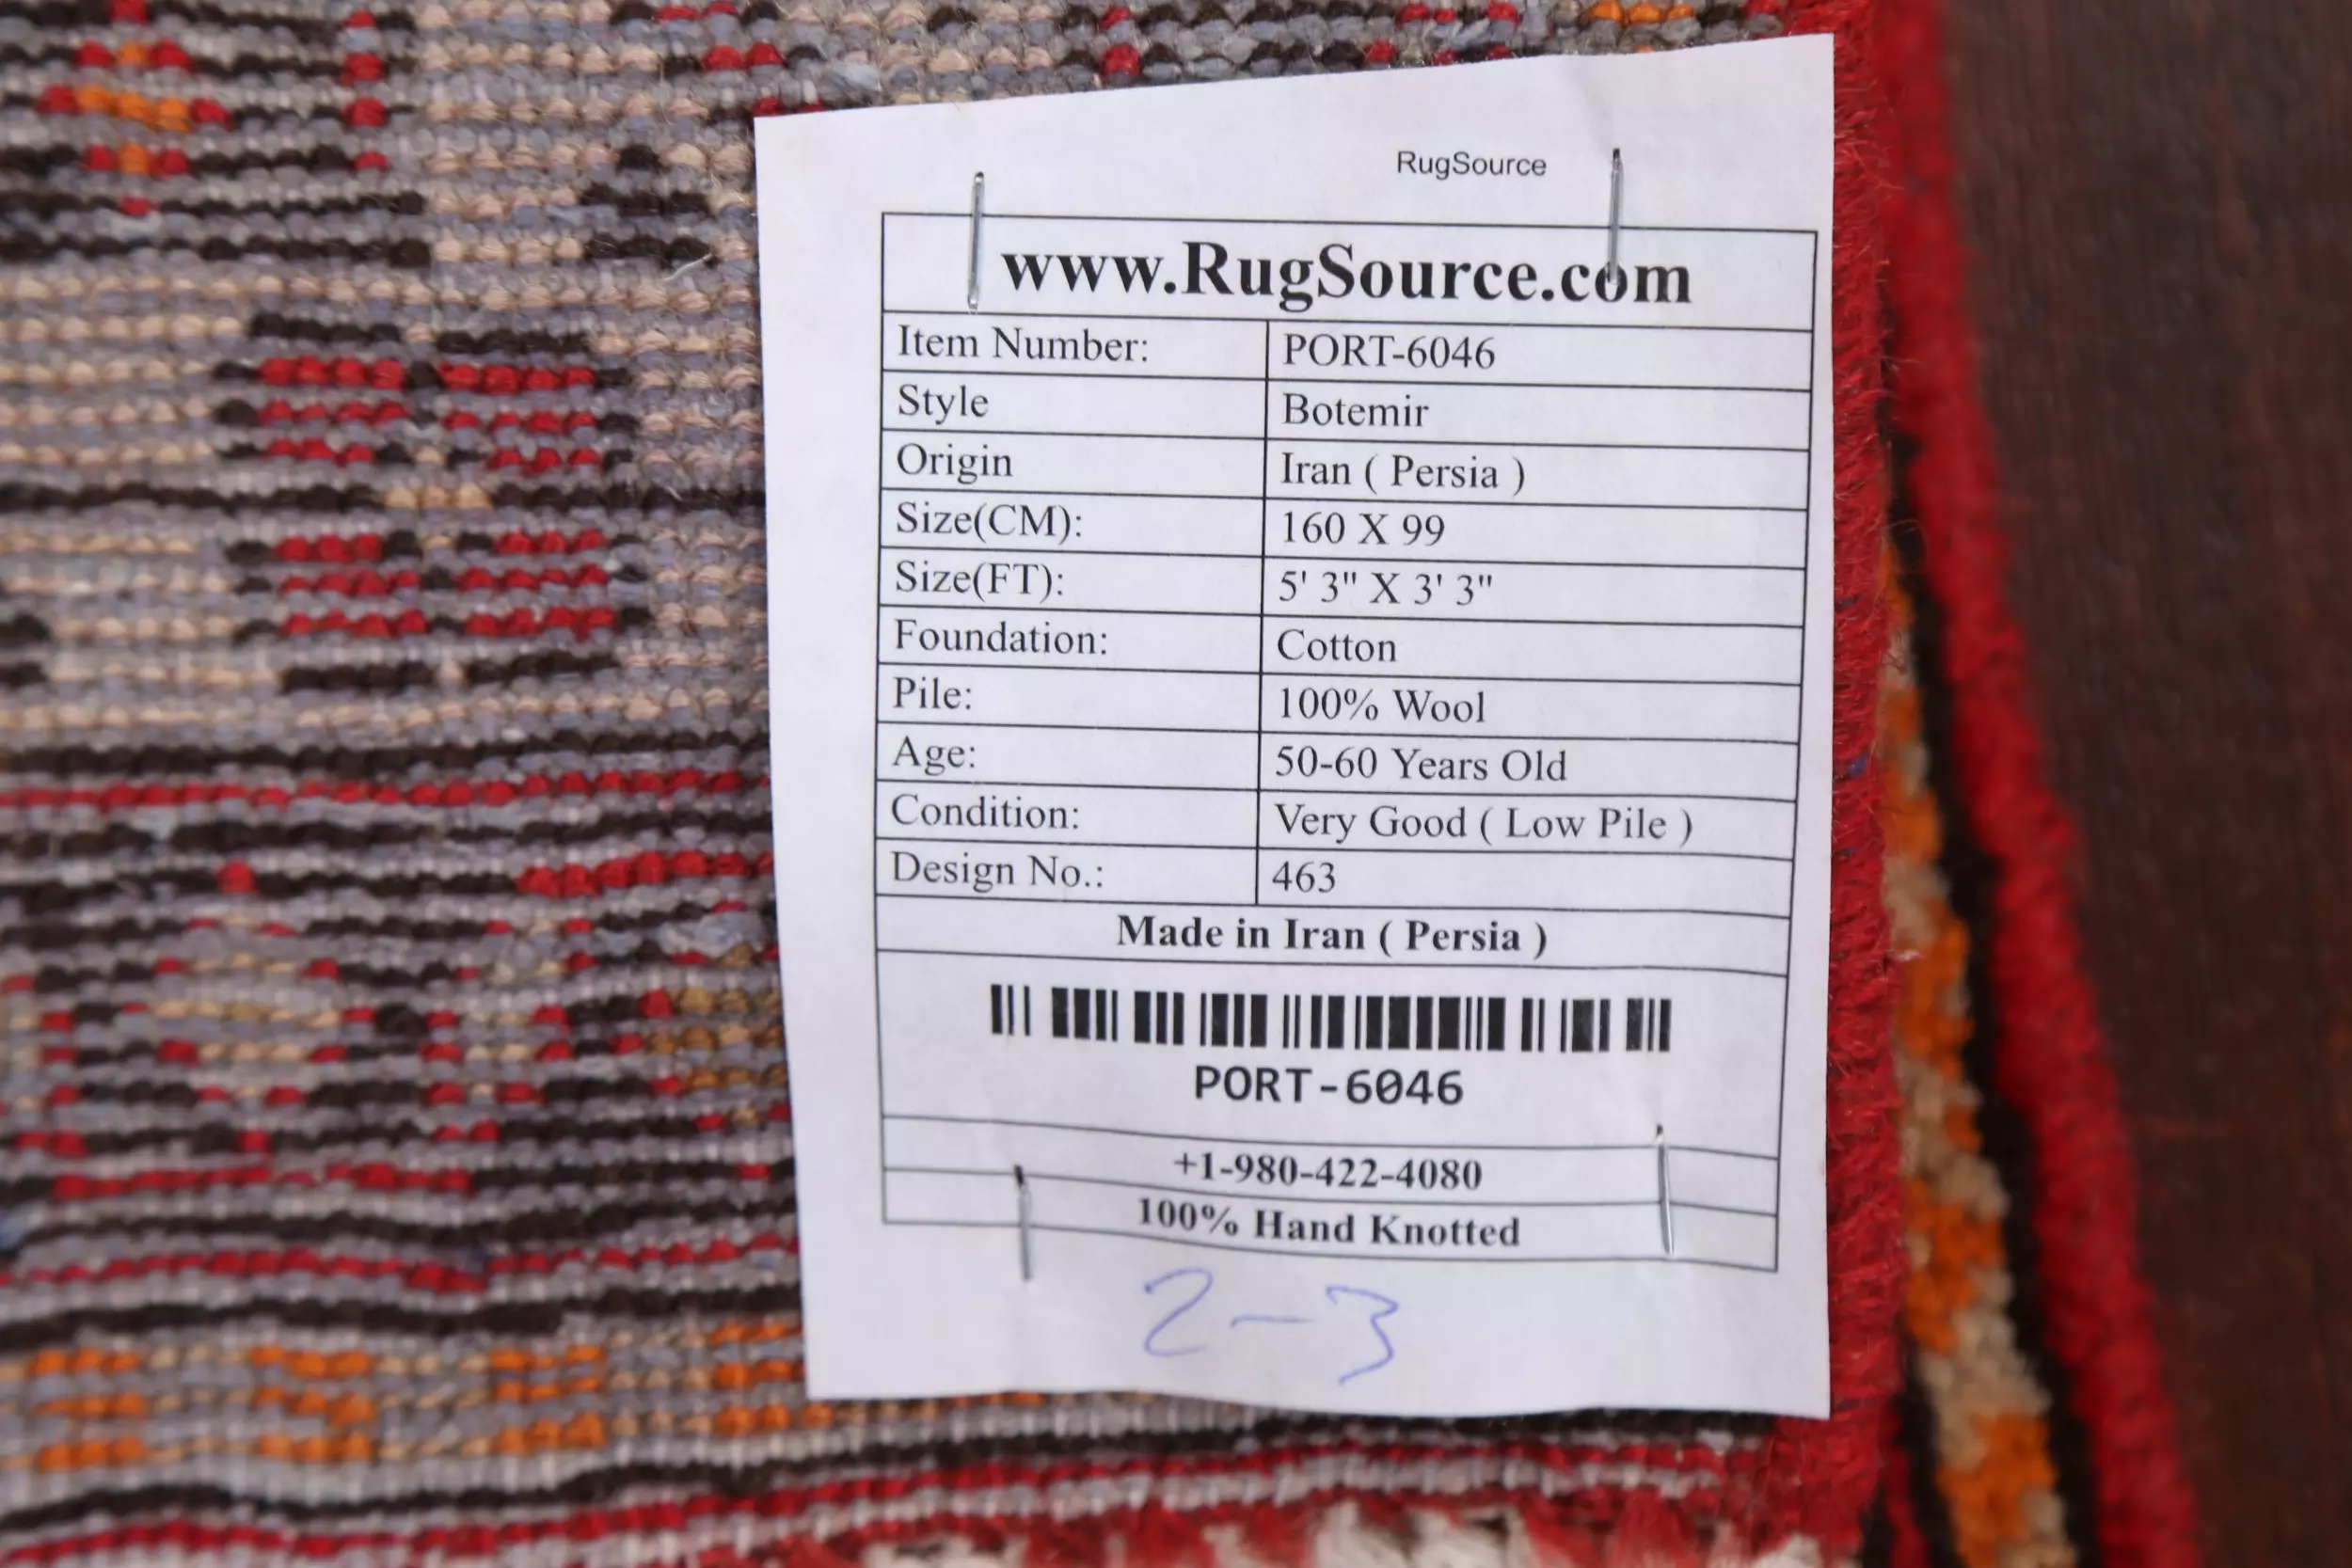 RugSource
www.RugSource.com
Item Number: PORT-6046
Style Botemir
Origin Iran ( Persia )
Size(CM): 160 X 99
Size(FT): 5' 3" X 3' 3"
Foundation: Cotton
Pile: 100% Wool
Age: 50-60 Years Old
Condition: Very Good ( Low Pile )
Design No.: 463
Made in Iran ( Persia )
PORT-6046
+1-980-422-4080
100% Hand Knotted
2-3